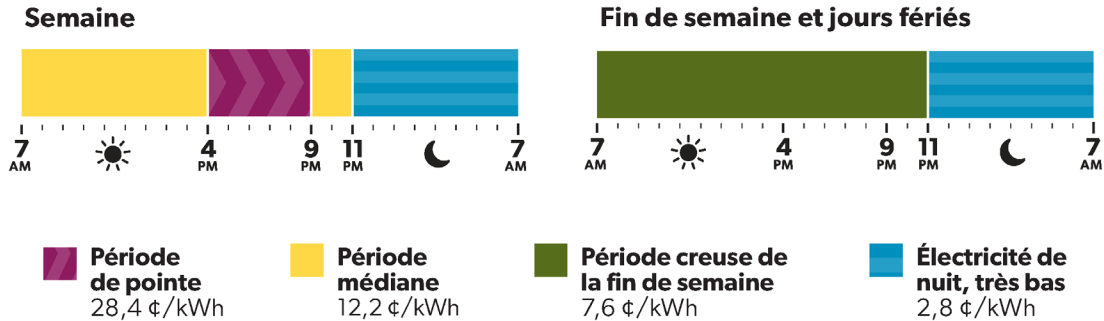 Semaine
Fin de semaine et jours fériés
7 AM 4 PM 9 PM 11 PM 7 AM
7 AM 4 PM 9 PM 11 PM 7 AM
Période
de pointe
28,4 ¢/kWh
Période
médiane
12,2 ¢/kWh
Période creuse de
la fin de semaine
7,6 ¢/kWh
Électricité de
nuit, très bas
2,8 ¢/kWh